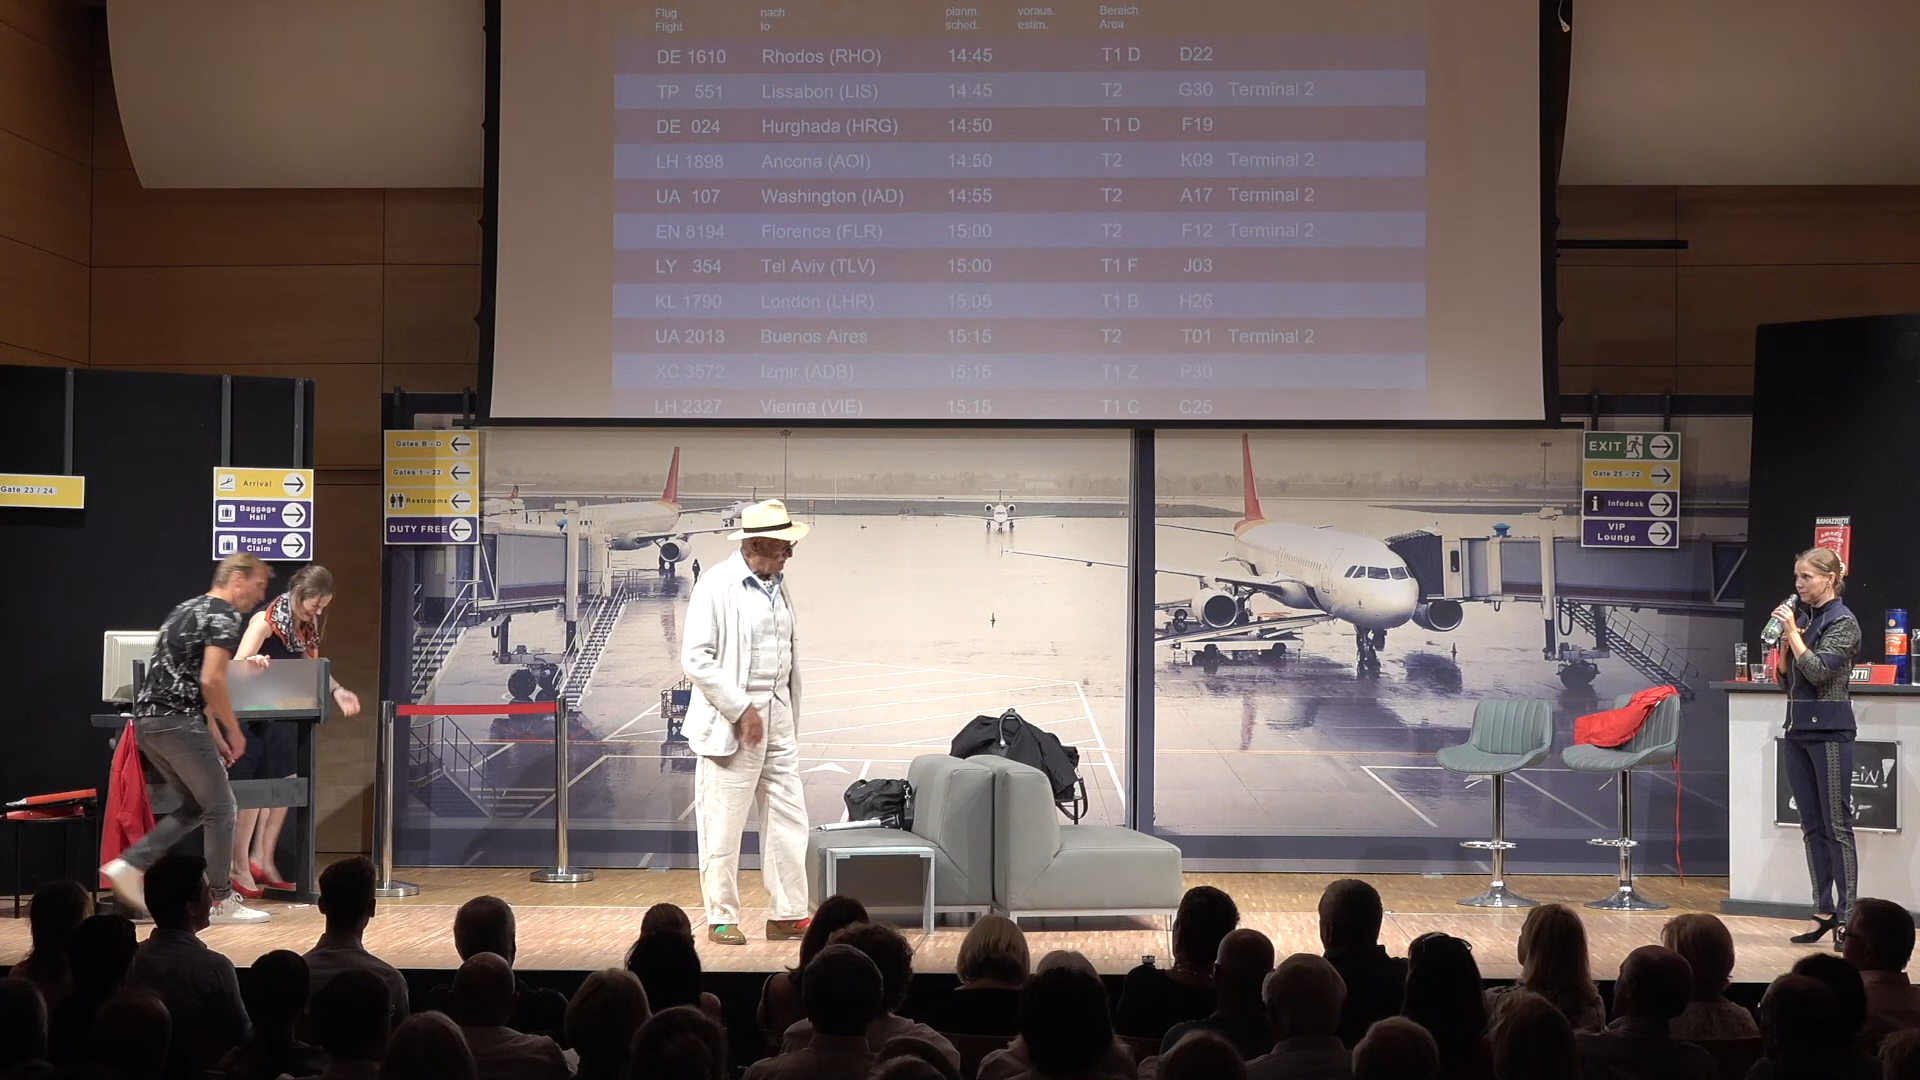 Flug nach planm. voraus. Bereich
Flight to sched. estim. Area
DE 1610 Rhodos (RHO) 14:45 T1 D D22
TP 551 Lissabon (LIS) 14:45 T2 G30 Terminal 2
DE 024 Hurghada (HRG) 14:50 T1 D F19
LH 1898 Ancona (AOI) 14:50 T2 K09 Terminal 2
UA 107 Washington (IAD) 14:55 T2 A17 Terminal 2
EN 8194 Florence (FLR) 15:00 T2 F12 Terminal 2
LY 354 Tel Aviv (TLV) 15:00 T1 F J03
KL 1790 London (LHR) 15:05 T1 B H26
UA 2013 Buenos Aires 15:15 T2 T01 Terminal 2
XC 3572 Izmir (ADB) 15:15 T1 Z P30
LH 2327 Vienna (VIE) 15:15 T1 C C25
Gate 23 / 24
Arrival
Baggage
Hall
Baggage
Claim
Gates B - D
Gates 1 - 22
Restrooms
DUTY FREE
EXIT
Gate 25 - 72
Infodesk
VIP
Lounge
RAMAZZOTTI